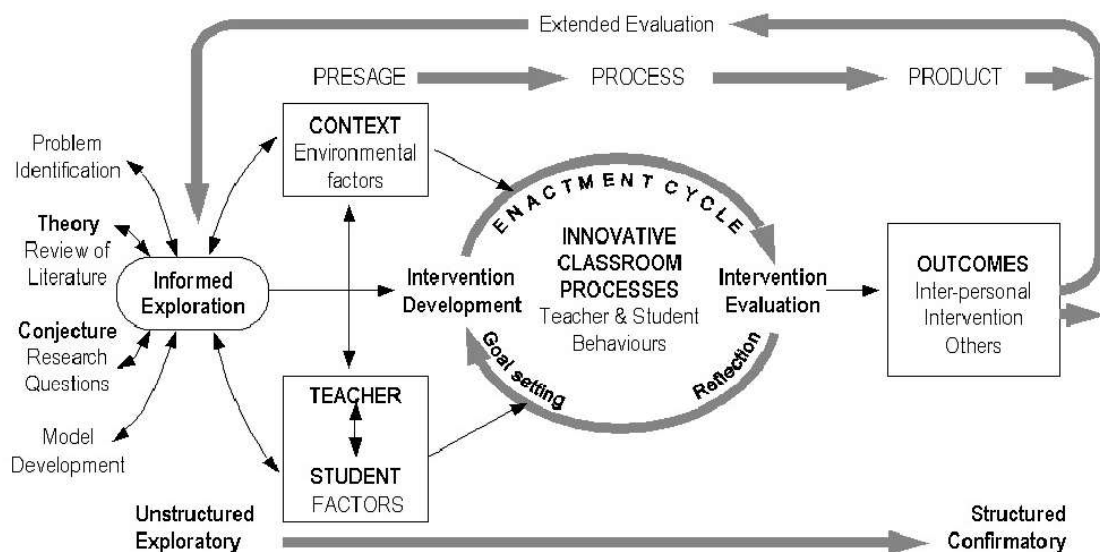 Extended Evaluation
PRESAGE
PROCESS
PRODUCT
Problem
Identification
Theory
Review of
Literature
Conjecture
Research
Questions
Model
Development
Informed
Exploration
CONTEXT
Environmental
factors
TEACHER
STUDENT
FACTORS
Intervention
Development
ENACTMENT CYCLE
INNOVATIVE
CLASSROOM
PROCESSES
Teacher & Student
Behaviours
Goal setting
Reflection
Intervention
Evaluation
OUTCOMES
Inter-personal
Intervention
Others
Unstructured
Exploratory
Structured
Confirmatory